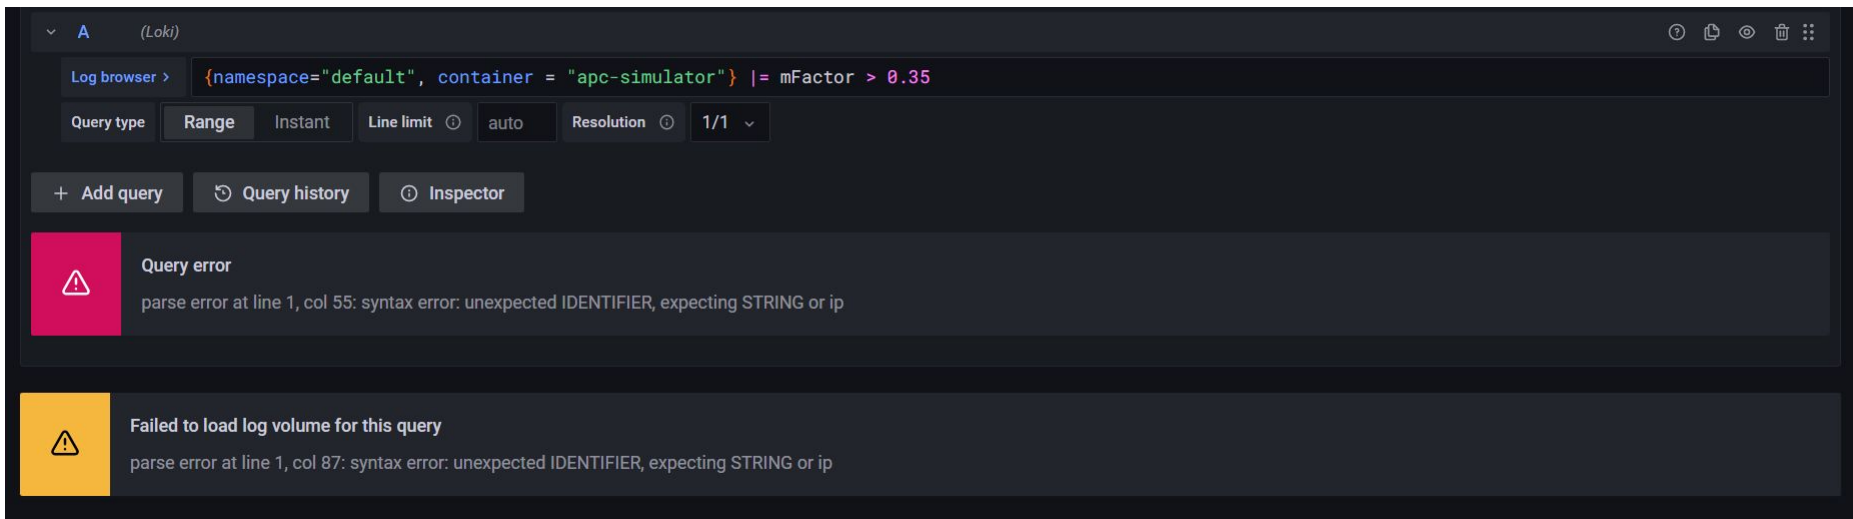 A (Loki)
Log browser > {namespace="default", container = "apc-simulator"} |= mFactor > 0.35
Query type Range Instant Line limit auto Resolution 1/1
+ Add query Query history Inspector
Query error
parse error at line 1, col 55: syntax error: unexpected IDENTIFIER, expecting STRING or ip
Failed to load log volume for this query
parse error at line 1, col 87: syntax error: unexpected IDENTIFIER, expecting STRING or ip